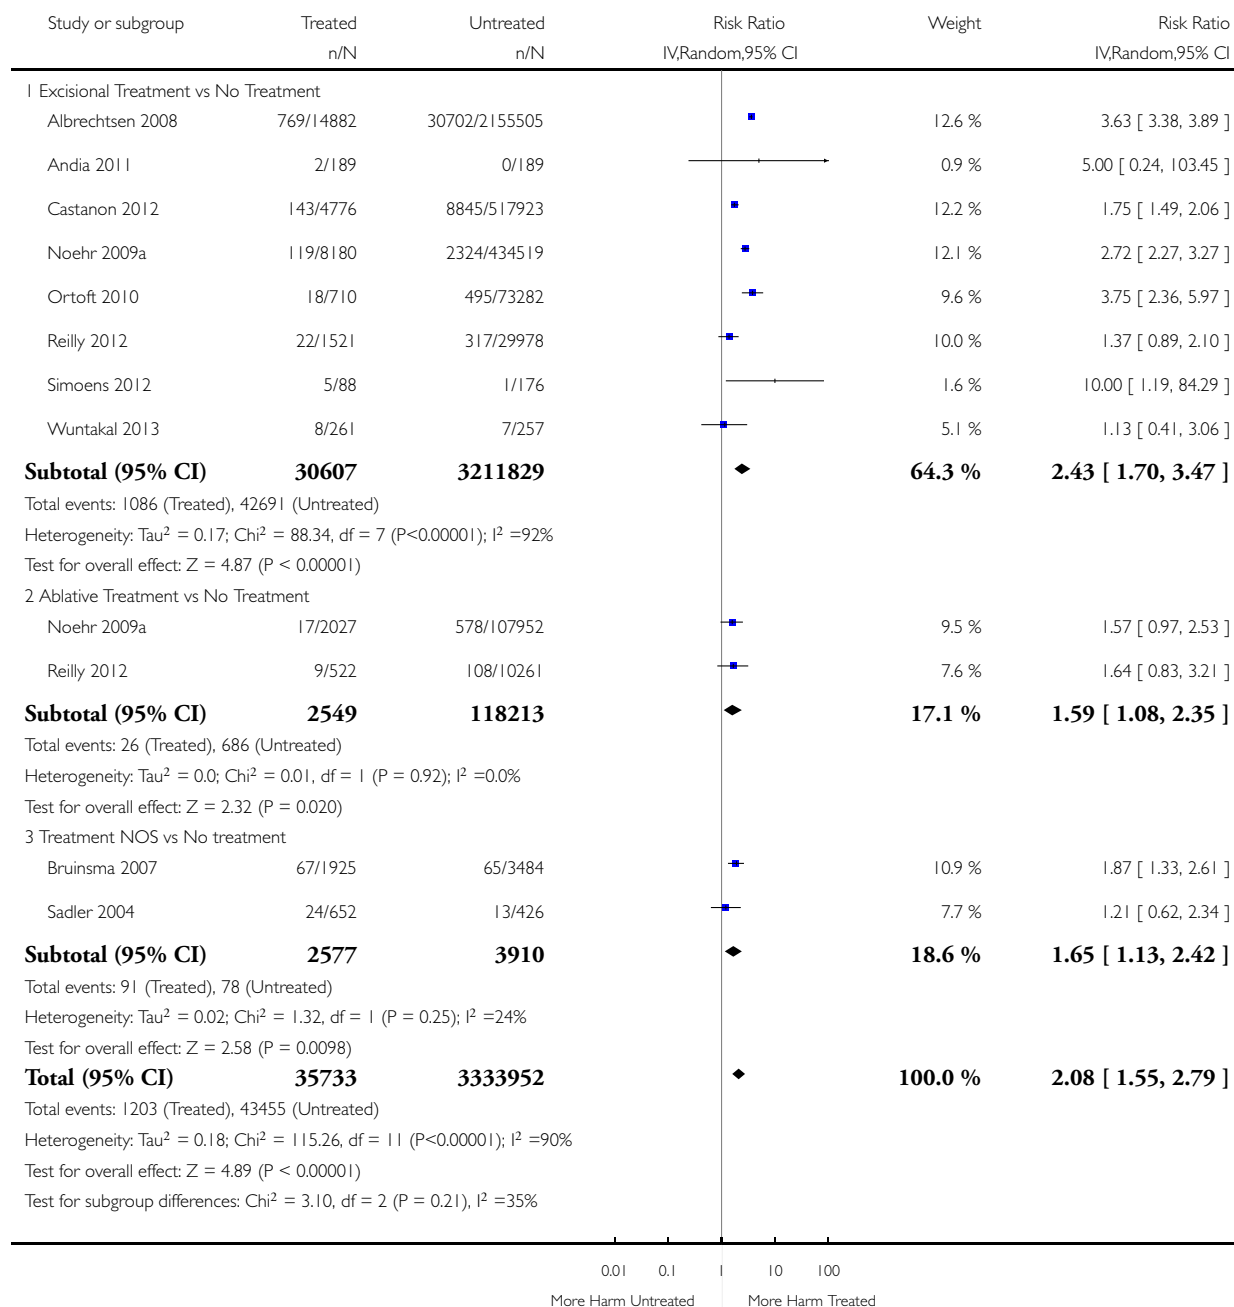 Study or subgroup Treated Untreated Risk Ratio Weight Risk Ratio
n/N n/N IV,Random,95% CI IV,Random,95% CI
1 Excisional Treatment vs No Treatment
Albrechtsen 2008 769/14882 30702/2155505 12.6 % 3.63 [ 3.38, 3.89 ]
Andia 2011 2/189 0/189 0.9 % 5.00 [ 0.24, 103.45 ]
Castanon 2012 143/4776 8845/517923 12.2 % 1.75 [ 1.49, 2.06 ]
Noehr 2009a 119/8180 2324/434519 12.1 % 2.72 [ 2.27, 3.27 ]
Ortoft 2010 18/710 495/73282 9.6 % 3.75 [ 2.36, 5.97 ]
Reilly 2012 22/1521 317/29978 10.0 % 1.37 [ 0.89, 2.10 ]
Simoens 2012 5/88 1/176 1.6 % 10.00 [ 1.19, 84.29 ]
Wuntakal 2013 8/261 7/257 5.1 % 1.13 [ 0.41, 3.06 ]
Subtotal (95% CI) 30607 3211829 64.3 % 2.43 [ 1.70, 3.47 ]
Total events: 1086 (Treated), 42691 (Untreated)
Heterogeneity: Tau² = 0.17; Chi² = 88.34, df = 7 (P<0.00001); I² =92%
Test for overall effect: Z = 4.87 (P < 0.00001)
2 Ablative Treatment vs No Treatment
Noehr 2009a 17/2027 578/107952 9.5 % 1.57 [ 0.97, 2.53 ]
Reilly 2012 9/522 108/10261 7.6 % 1.64 [ 0.83, 3.21 ]
Subtotal (95% CI) 2549 118213 17.1 % 1.59 [ 1.08, 2.35 ]
Total events: 26 (Treated), 686 (Untreated)
Heterogeneity: Tau² = 0.0; Chi² = 0.01, df = 1 (P = 0.92); I² =0.0%
Test for overall effect: Z = 2.32 (P = 0.020)
3 Treatment NOS vs No treatment
Bruinsma 2007 67/1925 65/3484 10.9 % 1.87 [ 1.33, 2.61 ]
Sadler 2004 24/652 13/426 7.7 % 1.21 [ 0.62, 2.34 ]
Subtotal (95% CI) 2577 3910 18.6 % 1.65 [ 1.13, 2.42 ]
Total events: 91 (Treated), 78 (Untreated)
Heterogeneity: Tau² = 0.02; Chi² = 1.32, df = 1 (P = 0.25); I² =24%
Test for overall effect: Z = 2.58 (P = 0.0098)
Total (95% CI) 35733 3333952 100.0 % 2.08 [ 1.55, 2.79 ]
Total events: 1203 (Treated), 43455 (Untreated)
Heterogeneity: Tau² = 0.18; Chi² = 115.26, df = 11 (P<0.00001); I² =90%
Test for overall effect: Z = 4.89 (P < 0.00001)
Test for subgroup differences: Chi² = 3.10, df = 2 (P = 0.21), I² =35%
0.01 0.1 1 10 100
More Harm Untreated More Harm Treated